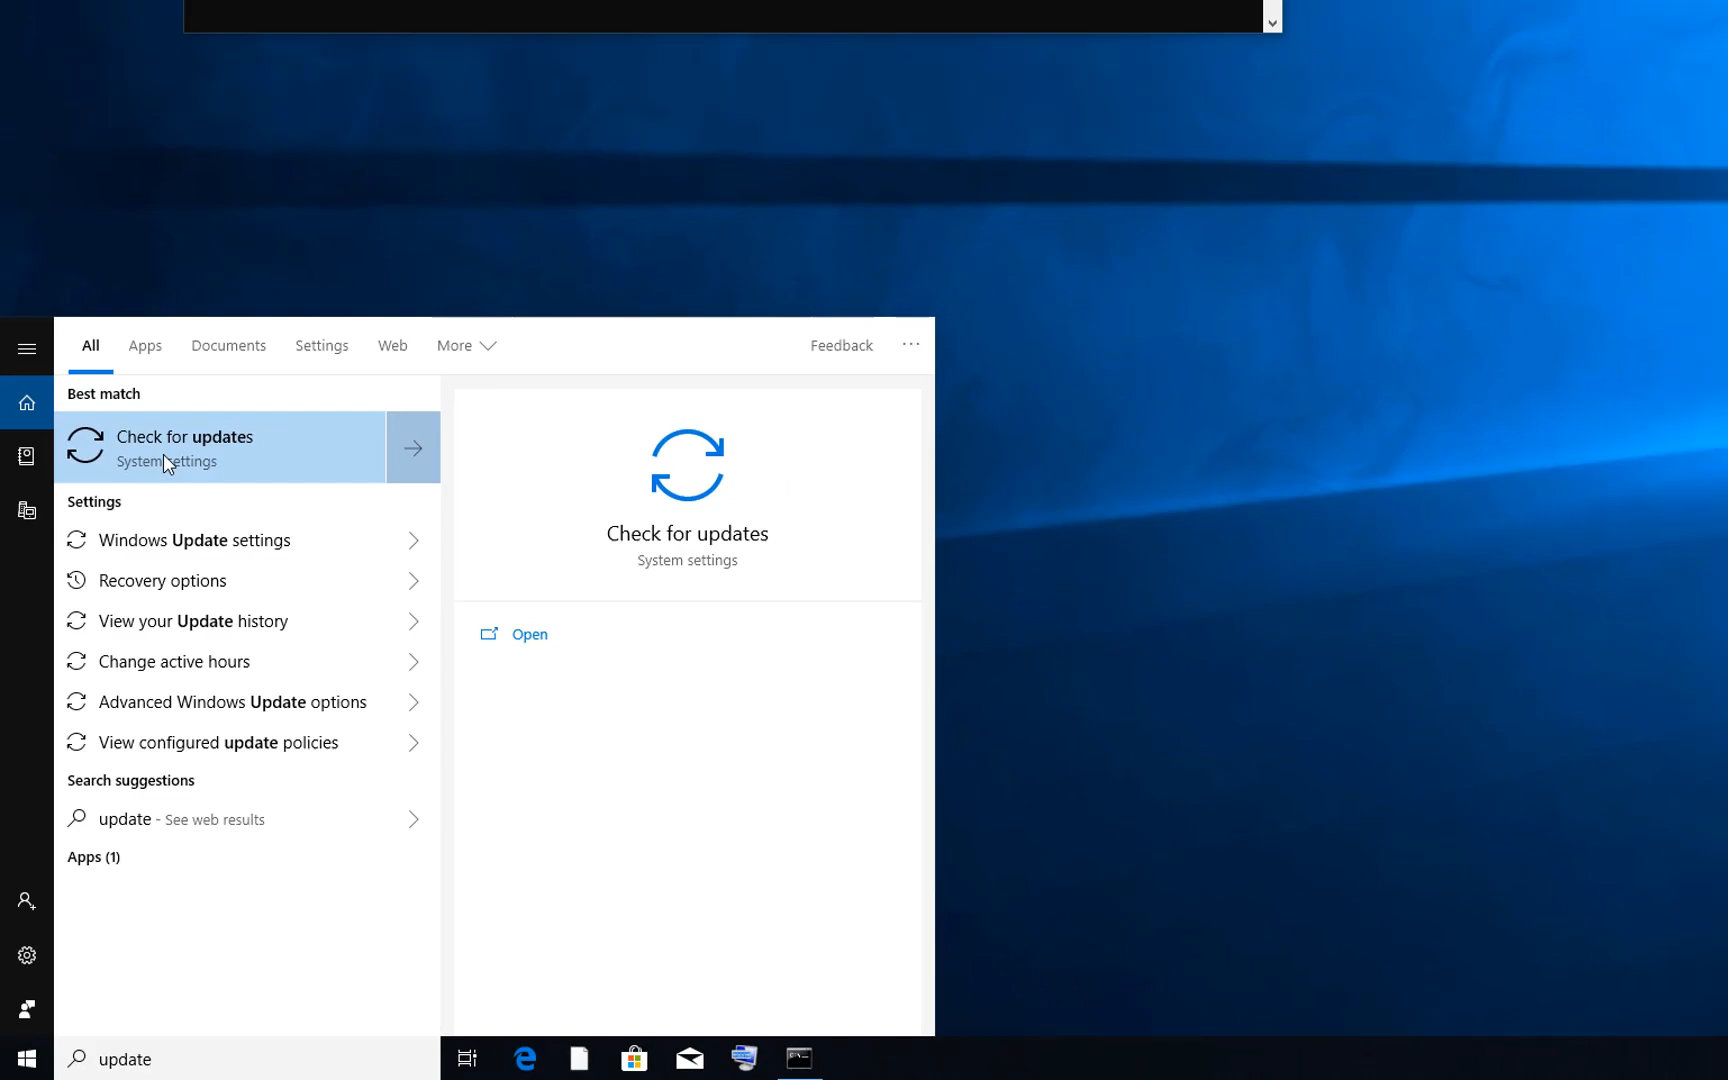 All Apps Documents Settings Web More Feedback ...
Best match
Check for updates
System settings
Settings
Windows Update settings
Recovery options
View your Update history
Change active hours
Advanced Windows Update options
View configured update policies
Search suggestions
update - See web results
Apps (1)
Check for updates
System settings
Open
update